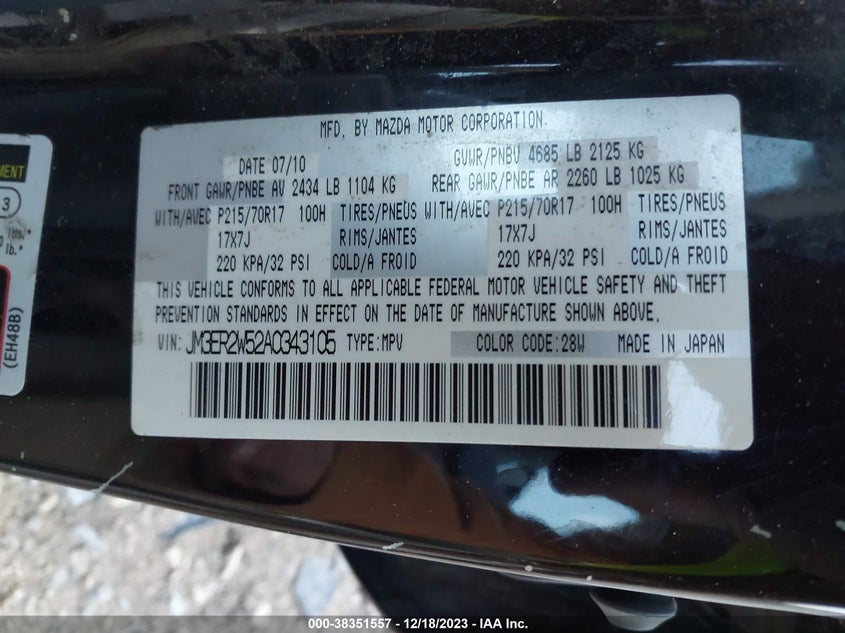 MFD. BY MAZDA MOTOR CORPORATION
DATE 07/10 GVWR/PNBV 4685 LB 2125 KG
FRONT GAWR/PNBE AV 2434 LB 1104 KG REAR GAWR/PNBE AR 2260 LB 1025 KG
WITH/AVEC P215/70R17 100H TIRES/PNEUS WITH/AVEC P215/70R17 100H TIRES/PNEUS
17X7J RIMS/JANTES 17X7J RIMS/JANTES
220 KPA/32 PSI COLD/A FROID 220 KPA/32 PSI COLD/A FROID
THIS VEHICLE CONFORMS TO ALL APPLICABLE FEDERAL MOTOR VEHICLE SAFETY AND THEFT
PREVENTION STANDARDS IN EFFECT ON THE DATE OF MANUFACTURE SHOWN ABOVE.
VIN: JM3ER2W52A0343105 TYPE:MPV COLOR CODE:28W MADE IN JAPAN
3
lb.*
(EH48B)
000-38351557 - 12/18/2023 - IAA Inc.